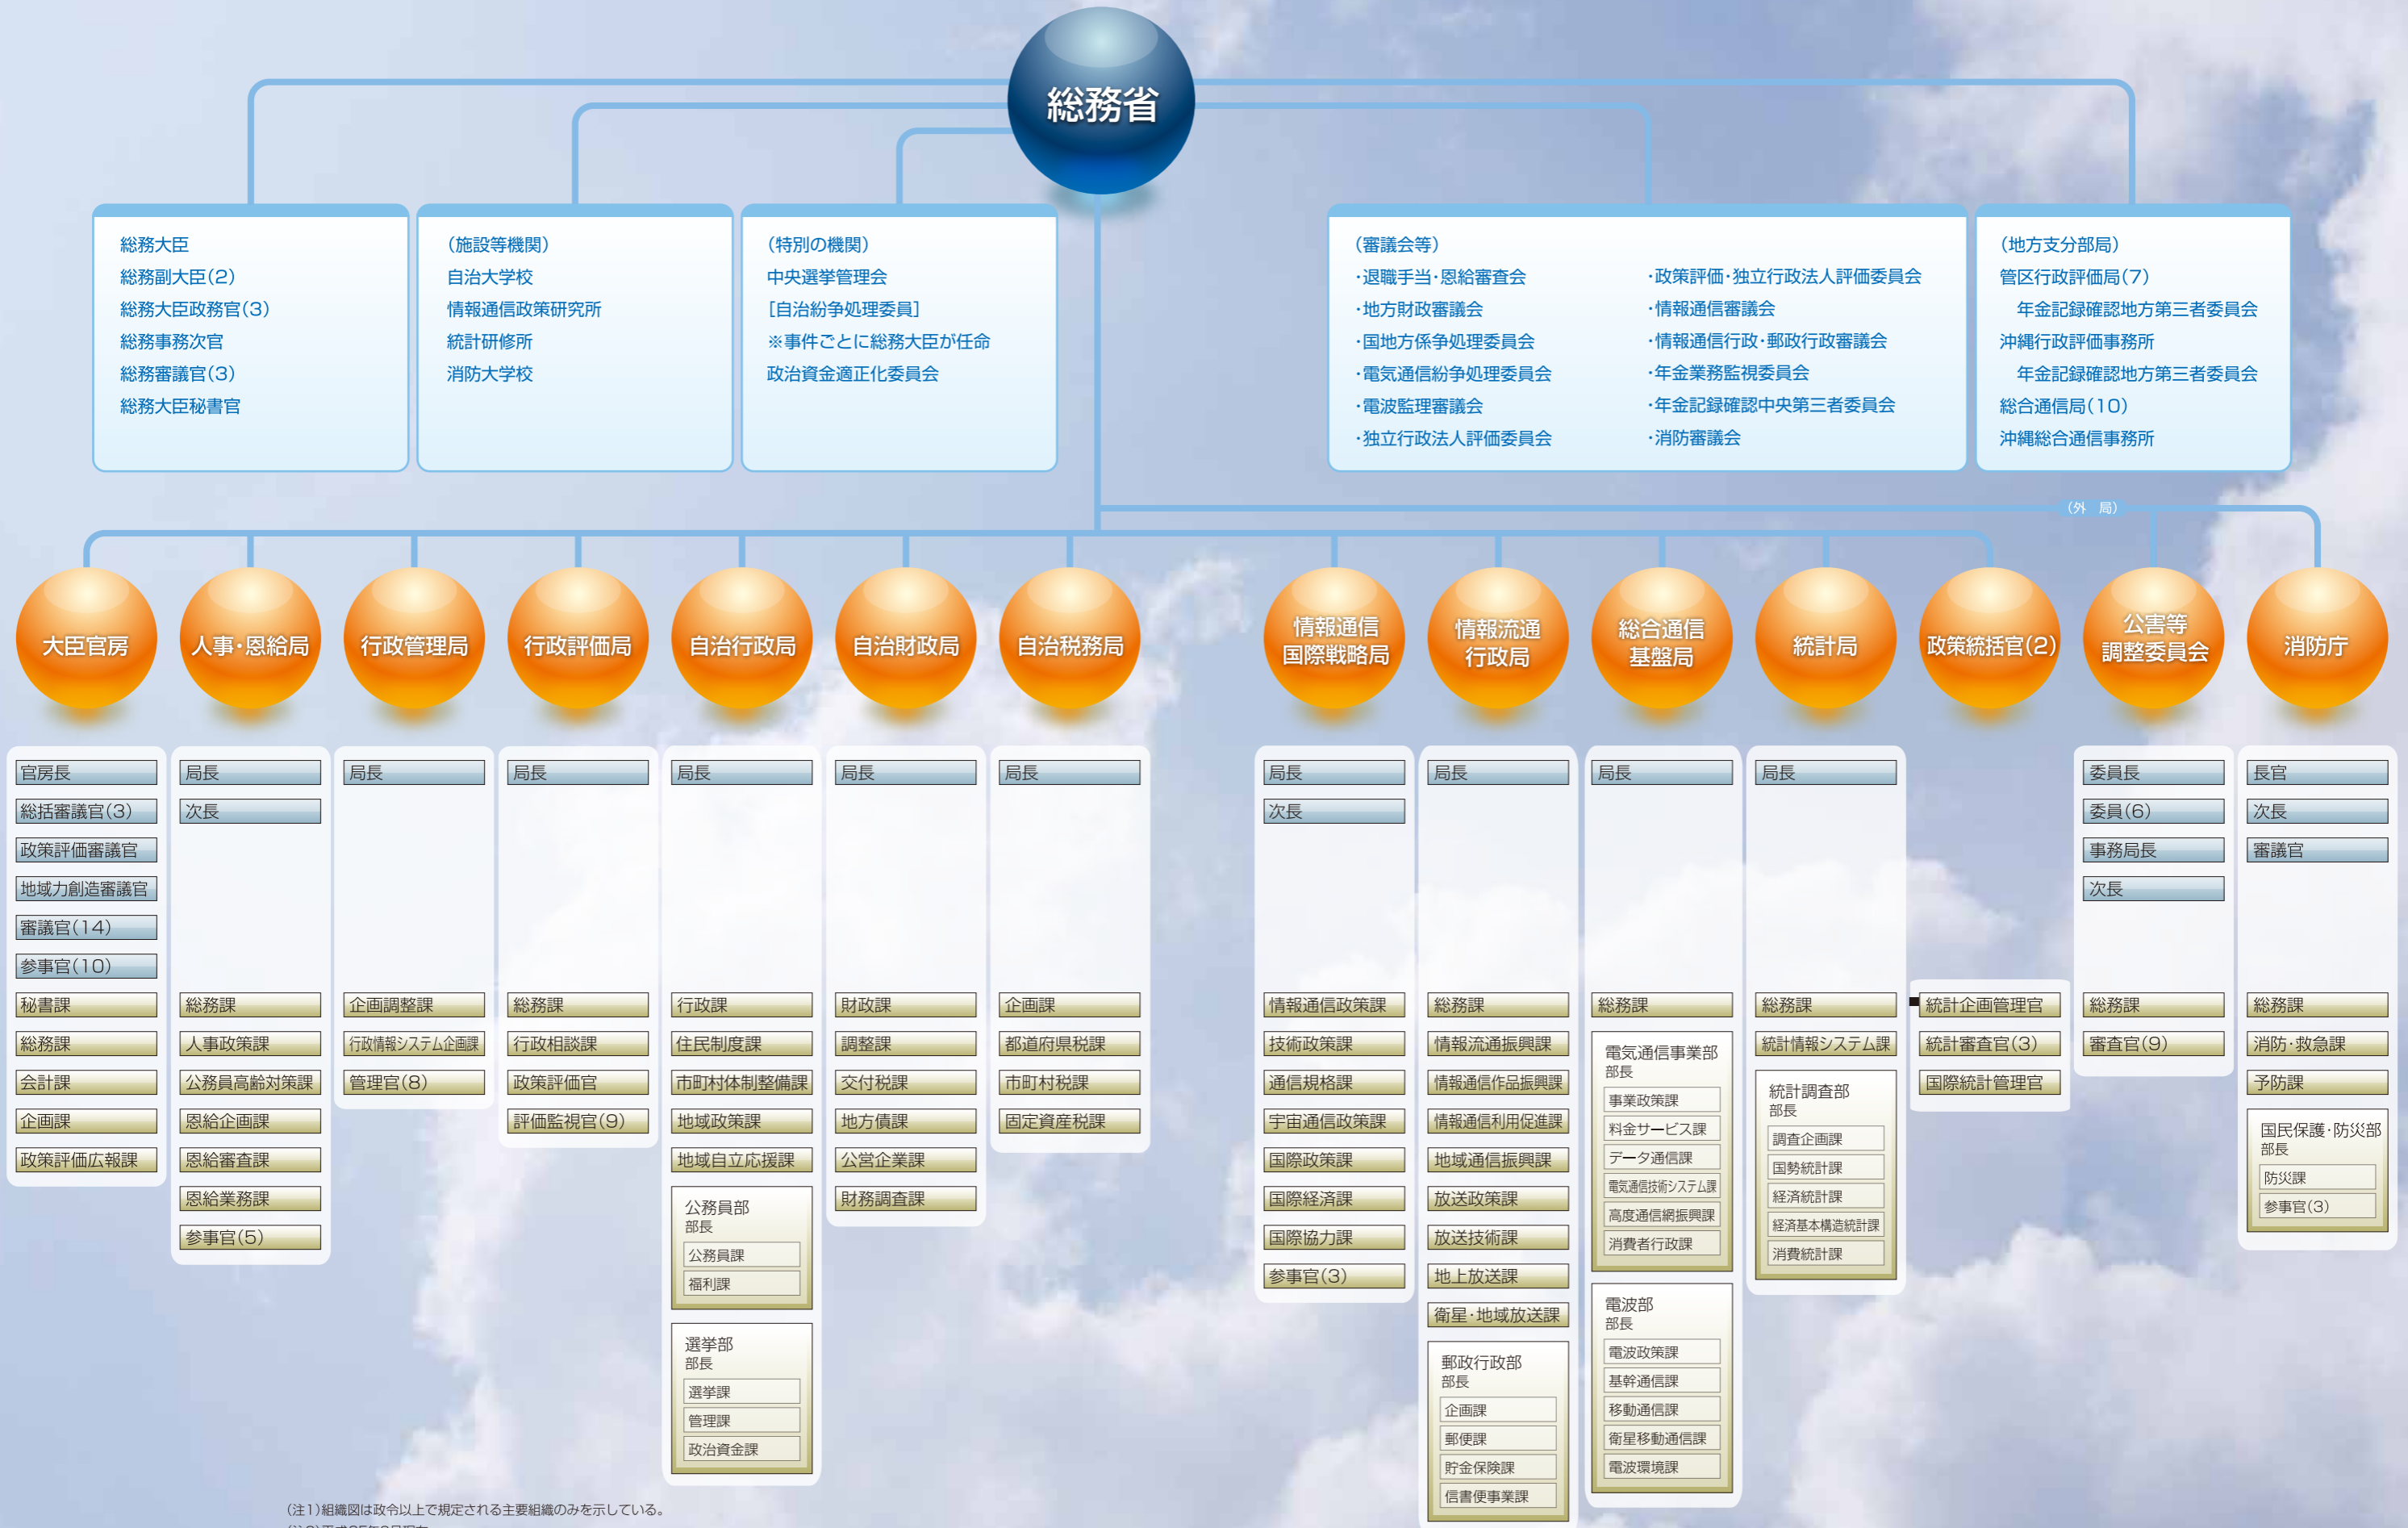 総務省
総務大臣
総務副大臣(2)
総務大臣政務官(3)
総務事務次官
総務審議官(3)
総務大臣秘書官
(施設等機関)
自治大学校
情報通信政策研究所
統計研修所
消防大学校
(特別の機関)
中央選挙管理会
[自治紛争処理委員]
※事件ごとに総務大臣が任命
政治資金適正化委員会
(審議会等)
・退職手当・恩給審査会
・地方財政審議会
・国地方係争処理委員会
・電気通信紛争処理委員会
・電波監理審議会
・独立行政法人評価委員会
・政策評価・独立行政法人評価委員会
・情報通信審議会
・情報通信行政・郵政行政審議会
・年金業務監視委員会
・年金記録確認中央第三者委員会
・消防審議会
(地方支分部局)
管区行政評価局(7)
年金記録確認地方第三者委員会
沖縄行政評価事務所
年金記録確認地方第三者委員会
総合通信局(10)
沖縄総合通信事務所
(外 局)
大臣官房
官房長
総括審議官(3)
政策評価審議官
地域力創造審議官
審議官(14)
参事官(10)
秘書課
総務課
会計課
企画課
政策評価広報課
人事・恩給局
局長
次長
総務課
人事政策課
公務員高齢対策課
恩給企画課
恩給審査課
恩給業務課
参事官(5)
行政管理局
局長
企画調整課
行政情報システム企画課
管理官(8)
行政評価局
局長
総務課
行政相談課
政策評価官
評価監視官(9)
自治行政局
局長
行政課
住民制度課
市町村体制整備課
地域政策課
地域自立応援課
公務員部
部長
公務員課
福利課
選挙部
部長
選挙課
管理課
政治資金課
自治財政局
局長
財政課
調整課
交付税課
地方債課
公営企業課
財務調査課
自治税務局
局長
企画課
都道府県税課
市町村税課
固定資産税課
情報通信
国際戦略局
局長
次長
情報通信政策課
技術政策課
通信規格課
宇宙通信政策課
国際政策課
国際経済課
国際協力課
参事官(3)
情報流通
行政局
局長
総務課
情報流通振興課
情報通信作品振興課
情報通信利用促進課
地域通信振興課
放送政策課
放送技術課
地上放送課
衛星・地域放送課
郵政行政部
部長
企画課
郵便課
貯金保険課
信書便事業課
総合通信
基盤局
局長
総務課
電気通信事業部
部長
事業政策課
料金サービス課
データ通信課
電気通信技術システム課
高度通信網振興課
消費者行政課
電波部
部長
電波政策課
基幹通信課
移動通信課
衛星移動通信課
電波環境課
統計局
局長
総務課
統計情報システム課
統計調査部
部長
調査企画課
国勢統計課
経済統計課
経済基本構造統計課
消費統計課
政策統括官(2)
統計企画管理官
統計審査官(3)
国際統計管理官
公害等
調整委員会
委員長
委員(6)
事務局長
次長
総務課
審査官(9)
消防庁
長官
次長
審議官
総務課
消防・救急課
予防課
国民保護・防災部
部長
防災課
参事官(3)
(注1)組織図は政令以上で規定される主要組織のみを示している。